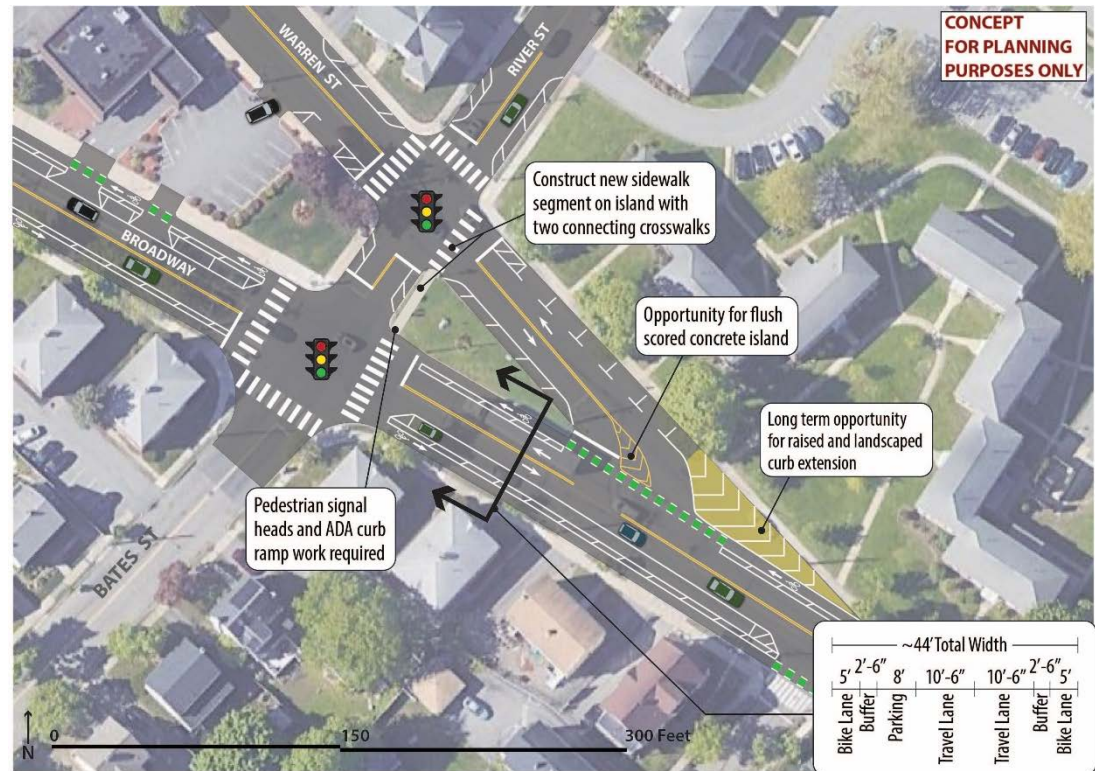 CONCEPT
FOR PLANNING
PURPOSES ONLY
WARREN ST
RIVER ST
BROADWAY
BATES ST
Construct new sidewalk
segment on island with
two connecting crosswalks
Opportunity for flush
scored concrete island
Long term opportunity
for raised and landscaped
curb extension
Pedestrian signal
heads and ADA curb
ramp work required
~44' Total Width
5' 2'-6" 8' 10'-6" 10'-6" 2'-6" 5'
Bike Lane
Buffer
Parking
Travel Lane
Travel Lane
Buffer
Bike Lane
N
0 150 300 Feet